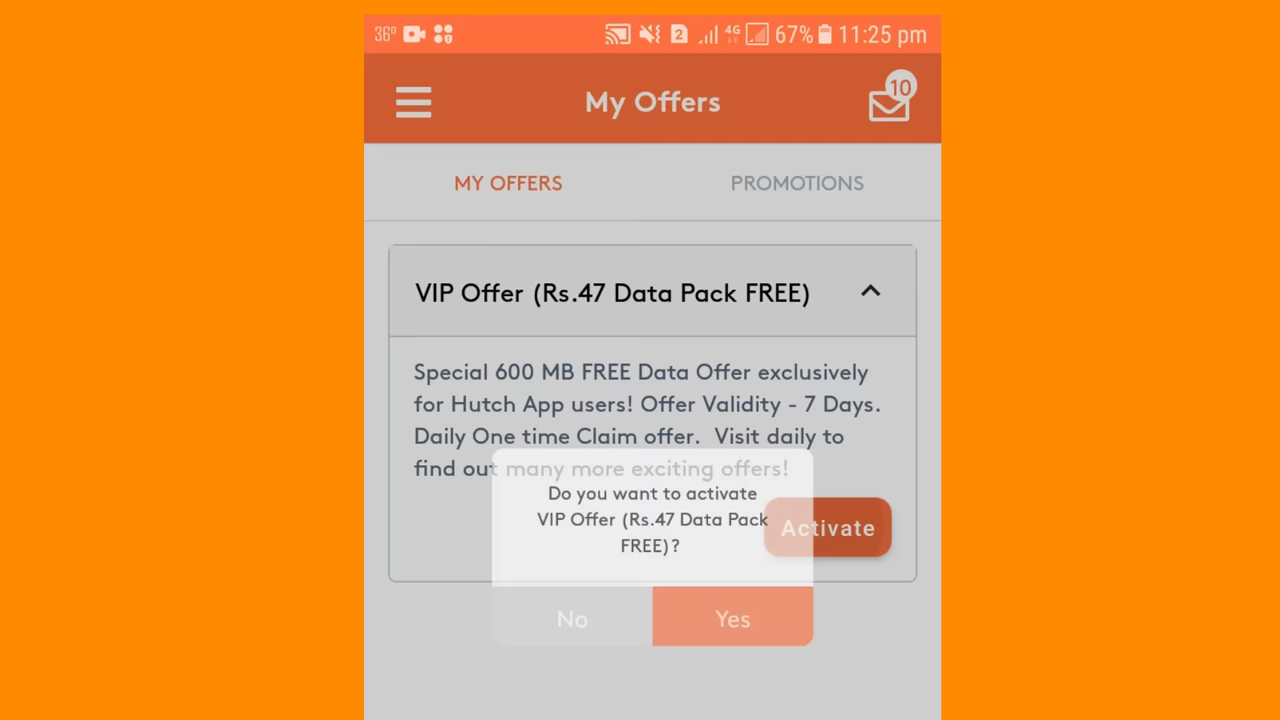 36° 2 4G 67% 11:25 pm
My Offers
10
MY OFFERS PROMOTIONS
VIP Offer (Rs.47 Data Pack FREE)
Special 600 MB FREE Data Offer exclusively
for Hutch App users! Offer Validity - 7 Days.
Daily One time Claim offer. Visit daily to
find out many more exciting offers!
Do you want to activate
VIP Offer (Rs.47 Data Pack
FREE)?
Activate
No Yes